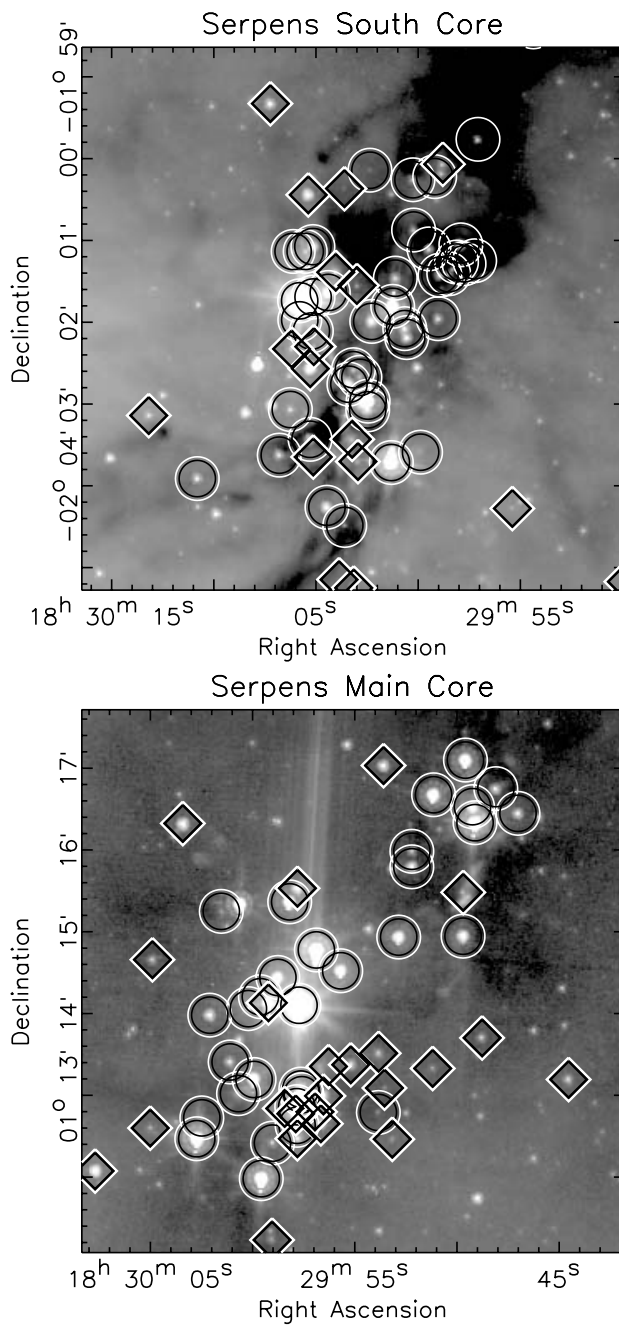 Serpens South Core
−01° 59'
00'
01'
02'
03'
−02° 04'
Declination
18ʰ 30ᵐ 15ˢ
05ˢ
29ᵐ 55ˢ
Right Ascension
Serpens Main Core
17'
16'
15'
14'
01° 13'
Declination
18ʰ 30ᵐ 05ˢ
29ᵐ 55ˢ
45ˢ
Right Ascension